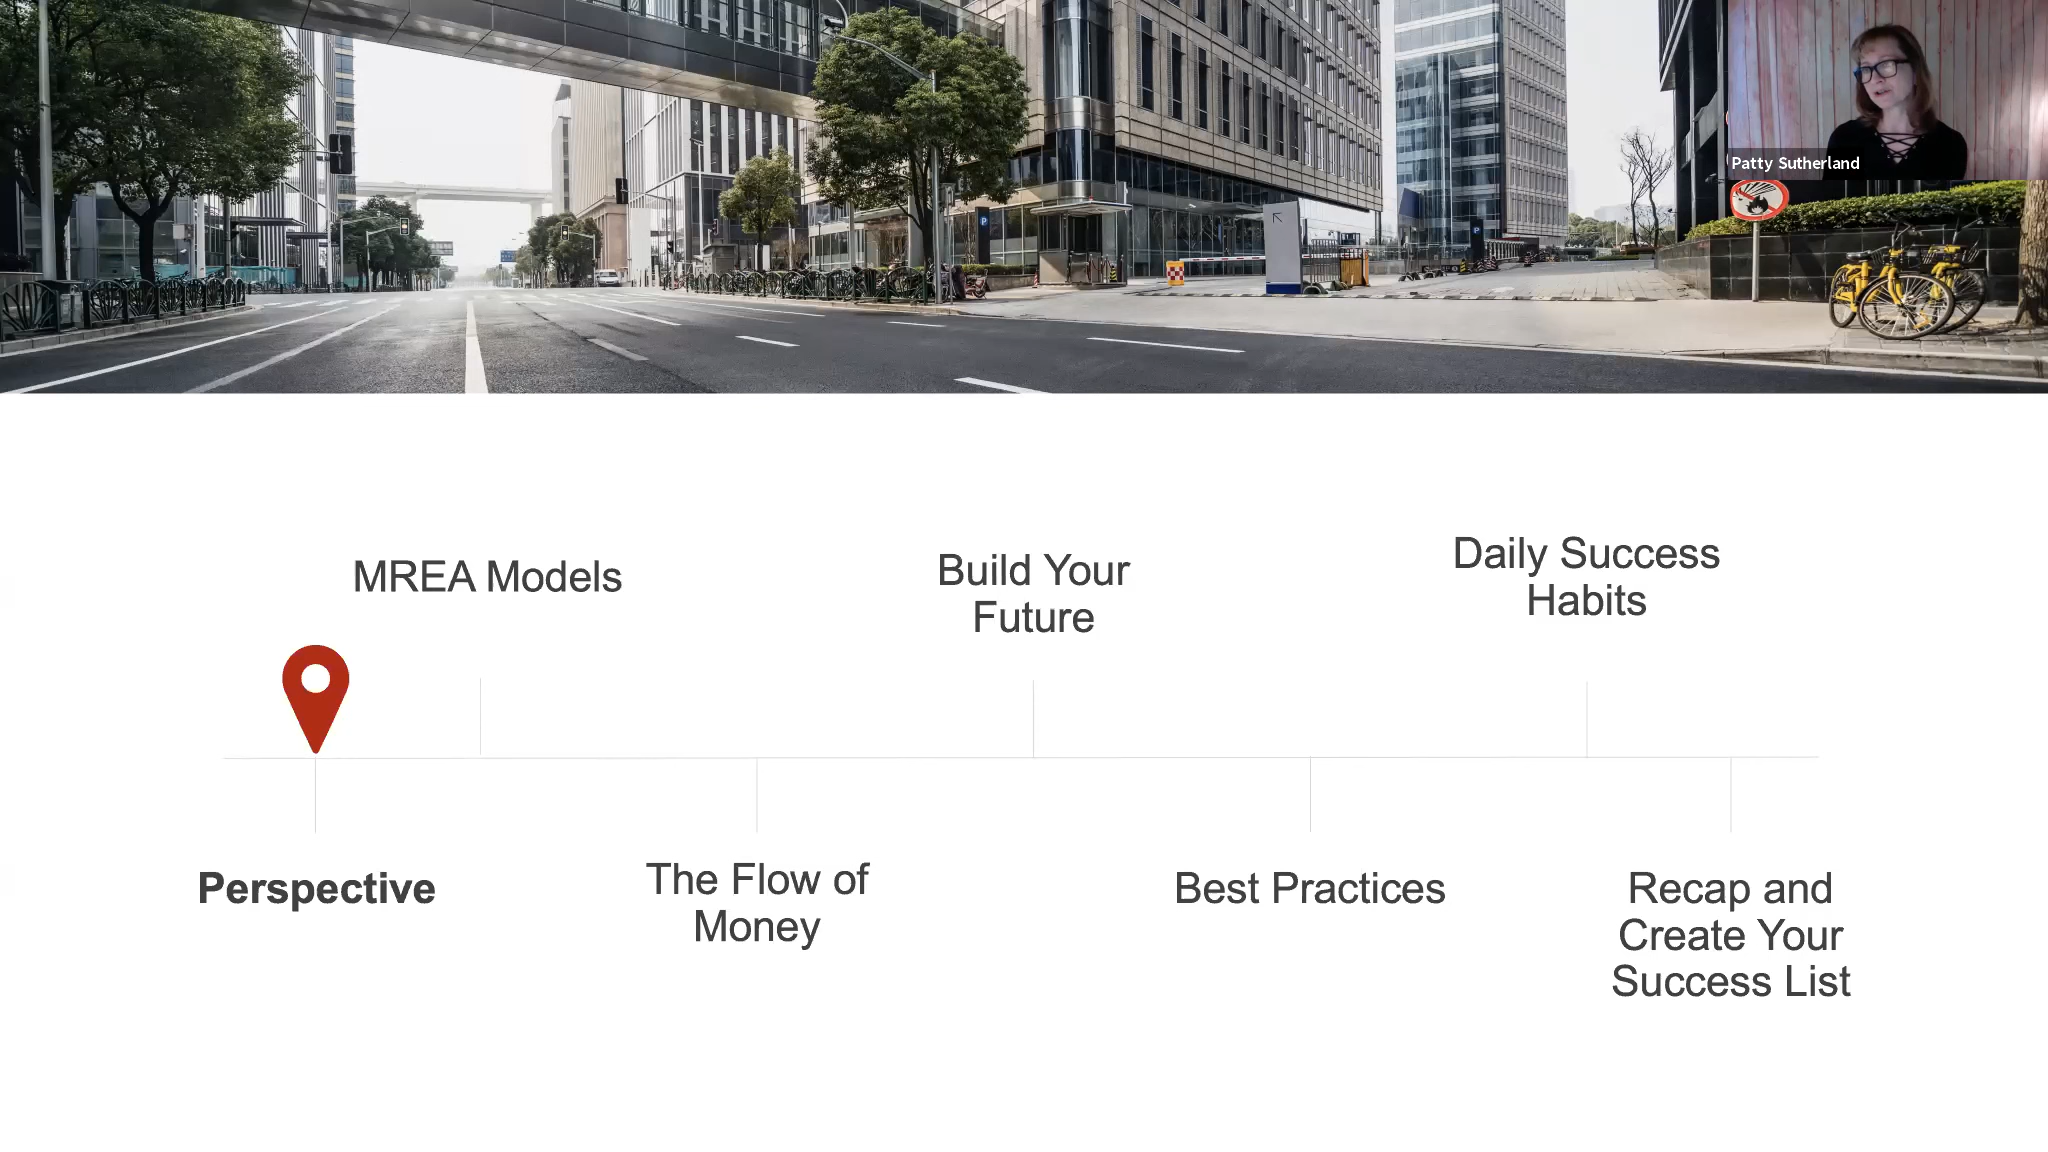 Patty Sutherland
P
P
MREA Models
Build Your
Future
Daily Success
Habits
Perspective
The Flow of
Money
Best Practices
Recap and
Create Your
Success List